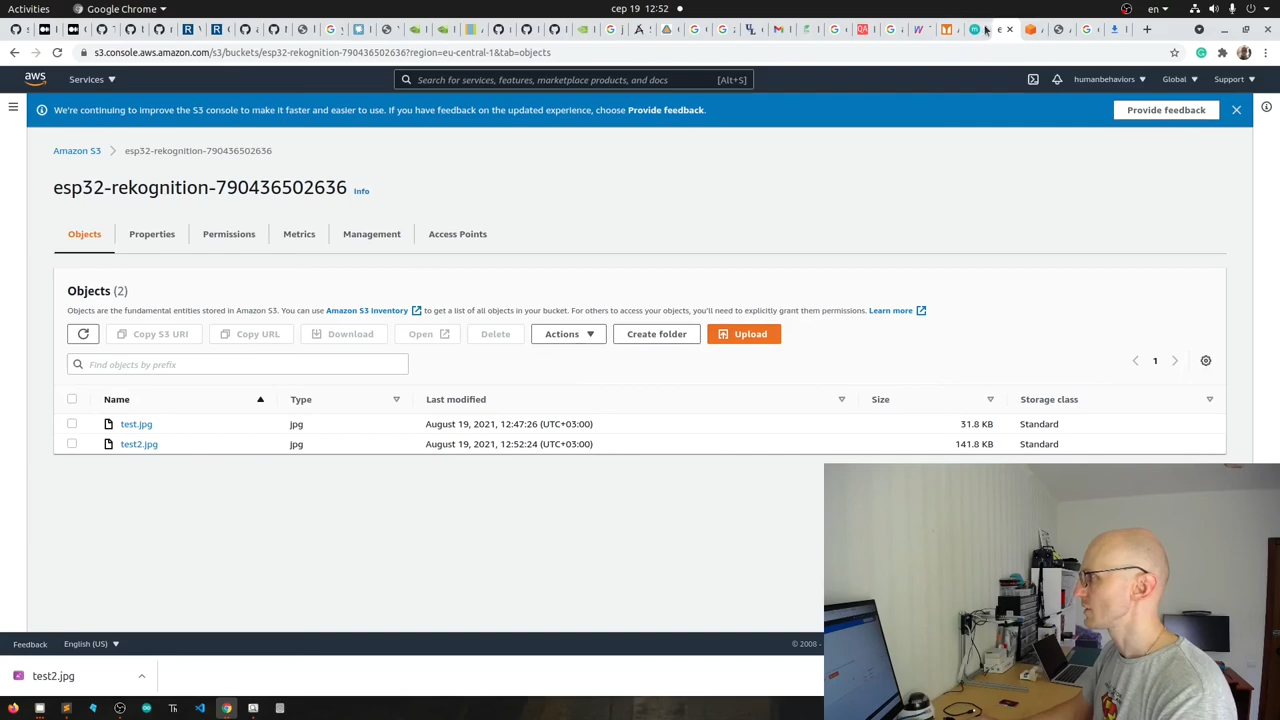 Activities Google Chrome сер 19 12:52 en
s3.console.aws.amazon.com/s3/buckets/esp32-rekognition-790436502636?region=eu-central-1&tab=objects
aws Services Search for services, features, marketplace products, and docs [Alt+S] humanbehaviors Global Support
We're continuing to improve the S3 console to make it faster and easier to use. If you have feedback on the updated experience, choose Provide feedback. Provide feedback
Amazon S3 esp32-rekognition-790436502636
esp32-rekognition-790436502636 Info
Objects Properties Permissions Metrics Management Access Points
Objects (2)
Objects are the fundamental entities stored in Amazon S3. You can use Amazon S3 inventory to get a list of all objects in your bucket. For others to access your objects, you'll need to explicitly grant them permissions. Learn more
Copy S3 URI Copy URL Download Open Delete Actions Create folder Upload
Find objects by prefix 1
Name Type Last modified Size Storage class
test.jpg jpg August 19, 2021, 12:47:26 (UTC+03:00) 31.8 KB Standard
test2.jpg jpg August 19, 2021, 12:52:24 (UTC+03:00) 141.8 KB Standard
Feedback English (US) © 2008 -
test2.jpg